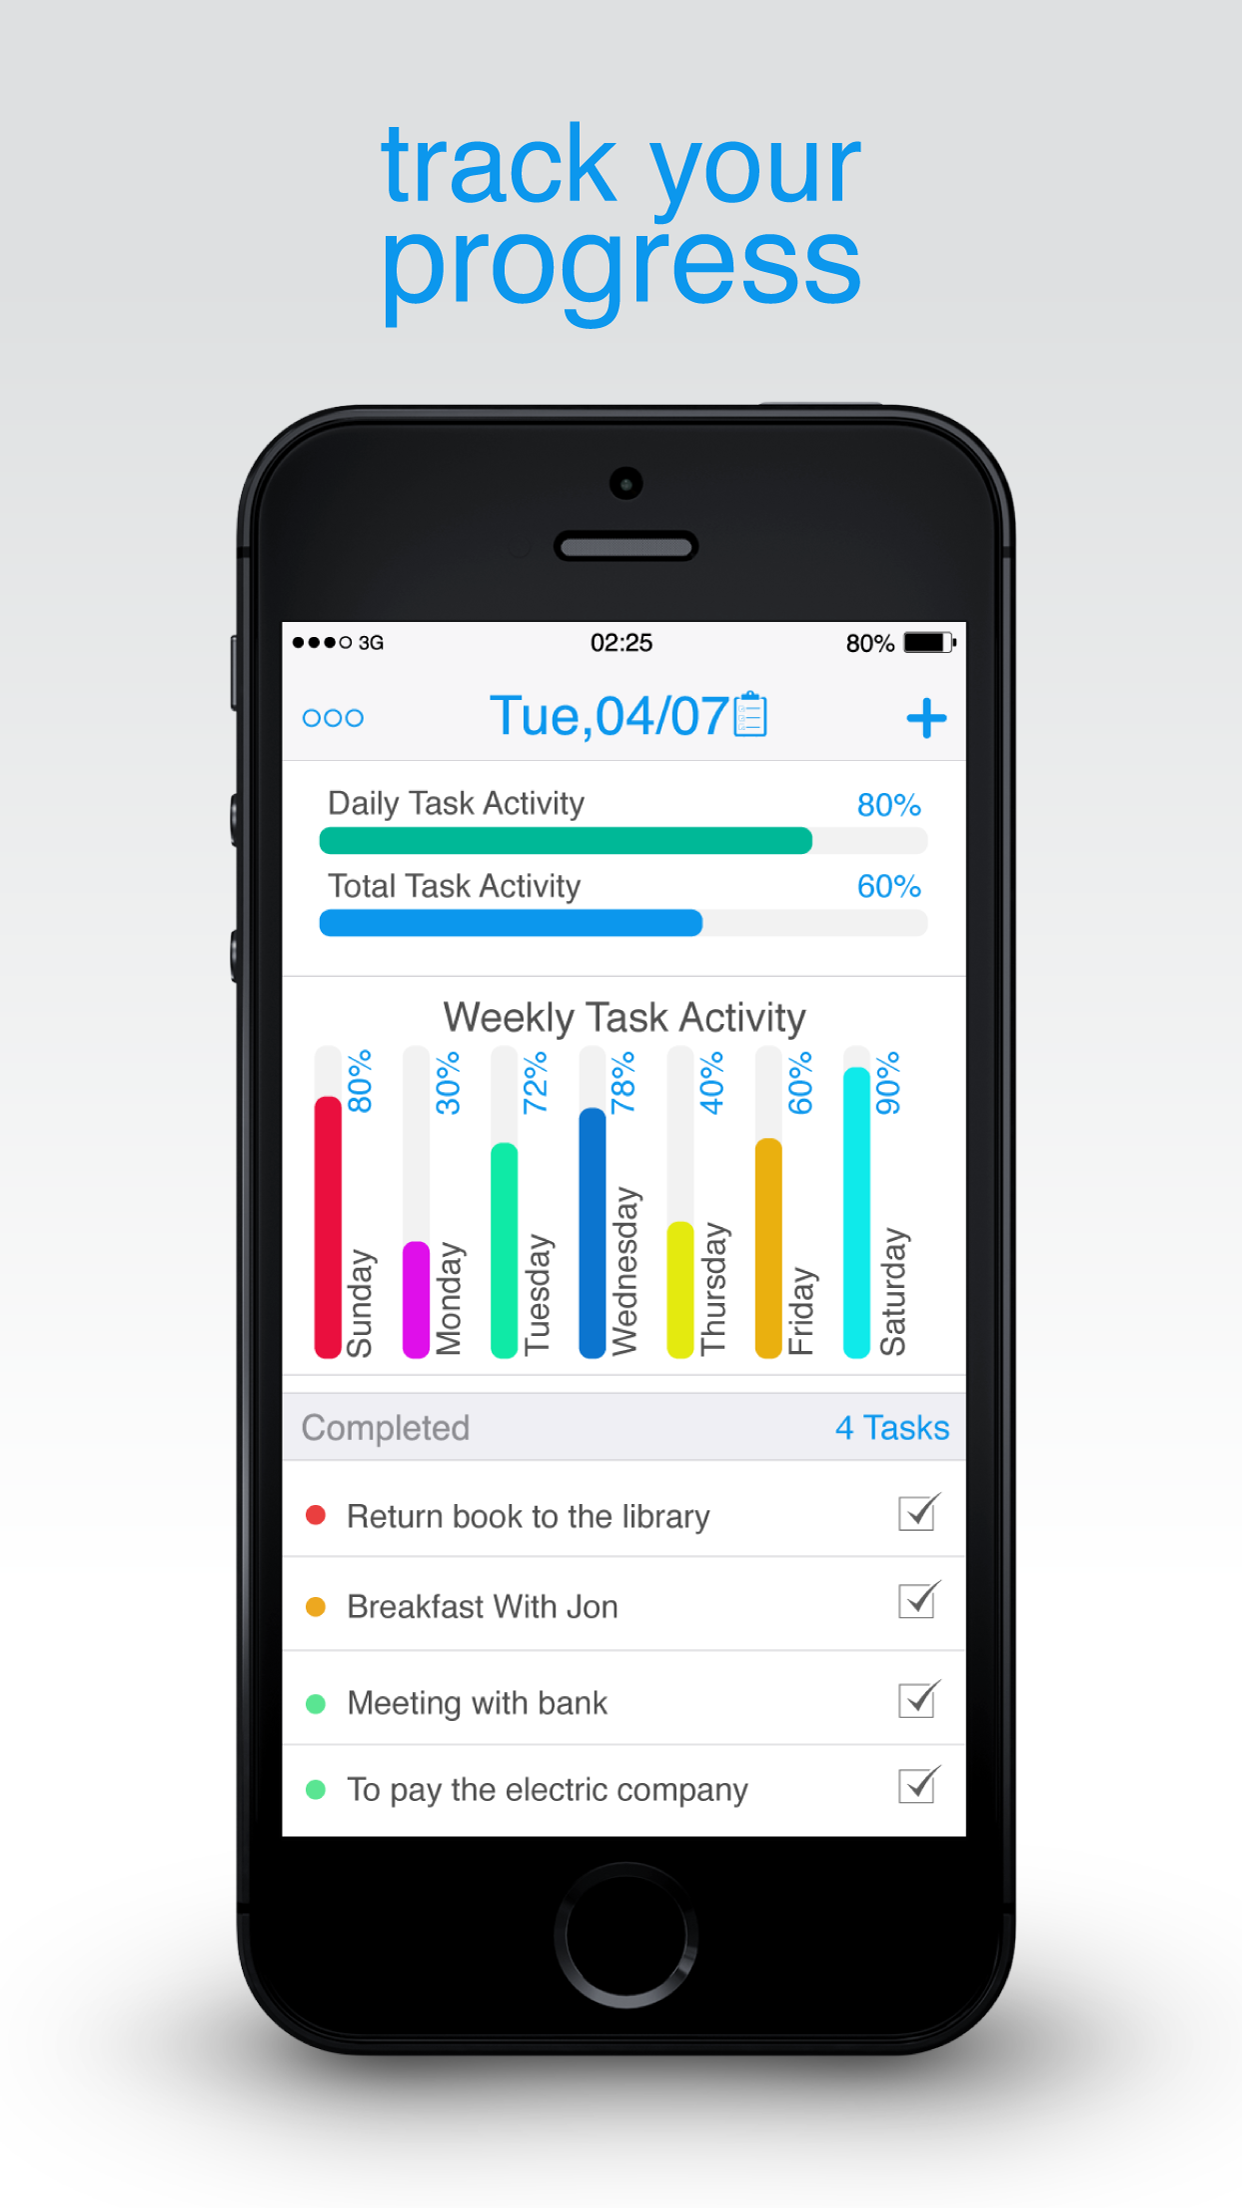 track your
progress
3G 02:25 80%
Tue,04/07
Daily Task Activity 80%
Total Task Activity 60%
Weekly Task Activity
80% 30% 72% 78% 40% 60% 90%
Sunday Monday Tuesday Wednesday Thursday Friday Saturday
Completed 4 Tasks
Return book to the library
Breakfast With Jon
Meeting with bank
To pay the electric company